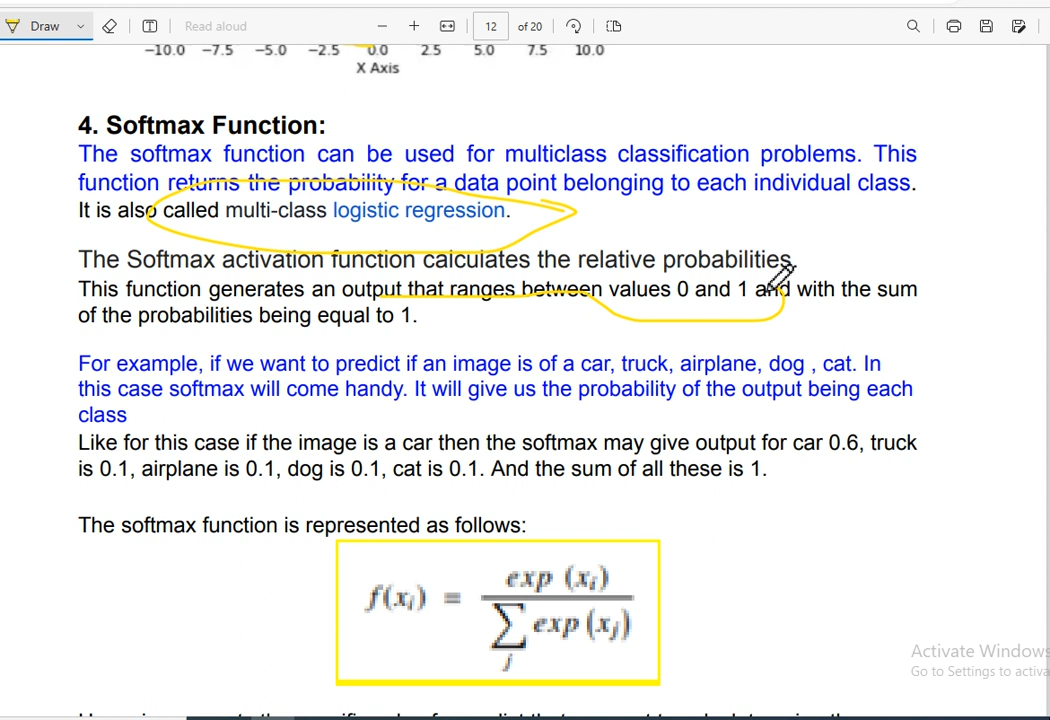 Draw
Read aloud
12 of 20
−10.0 −7.5 −5.0 −2.5 0.0 2.5 5.0 7.5 10.0
X Axis
4. Softmax Function:
The softmax function can be used for multiclass classification problems. This
function returns the probability for a data point belonging to each individual class.
It is also called multi-class logistic regression.
The Softmax activation function calculates the relative probabilities.
This function generates an output that ranges between values 0 and 1 and with the sum
of the probabilities being equal to 1.
For example, if we want to predict if an image is of a car, truck, airplane, dog , cat. In
this case softmax will come handy. It will give us the probability of the output being each
class
Like for this case if the image is a car then the softmax may give output for car 0.6, truck
is 0.1, airplane is 0.1, dog is 0.1, cat is 0.1. And the sum of all these is 1.
The softmax function is represented as follows:
f(xᵢ) = exp (xᵢ) / ∑ⱼ exp (xⱼ)
Activate Windows
Go to Settings to activa